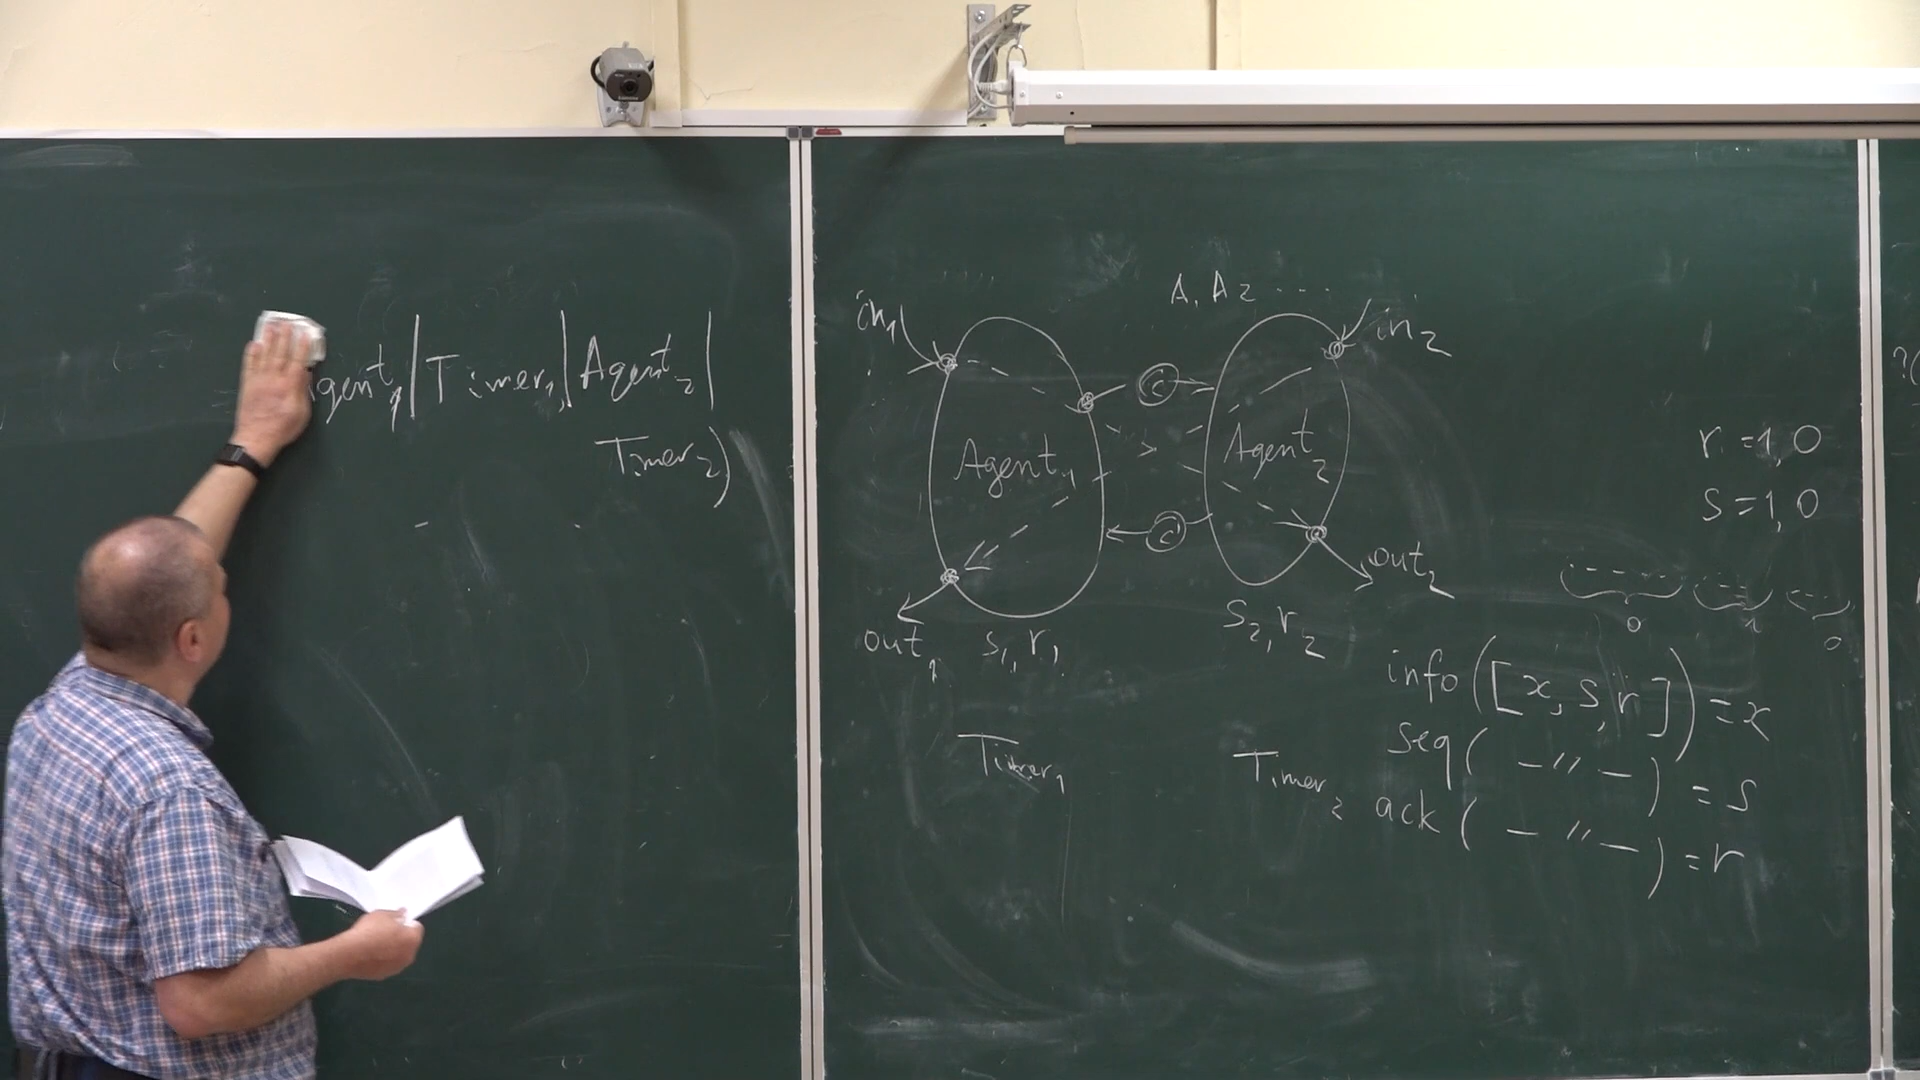 Agent₁ | Timer₁ | Agent₂ |
Timer₂)
A₁ A₂ ....
in₁
in₂
C
Agent₁
Agent₂
C'
out₁
out₂
s₁, r₁
s₂, r₂
Timer₁
Timer₂
r = 1, 0
s = 1, 0
0 1 0
info([x, s, r]) = x
seq( –〃–) = s
ack( –〃–) = r